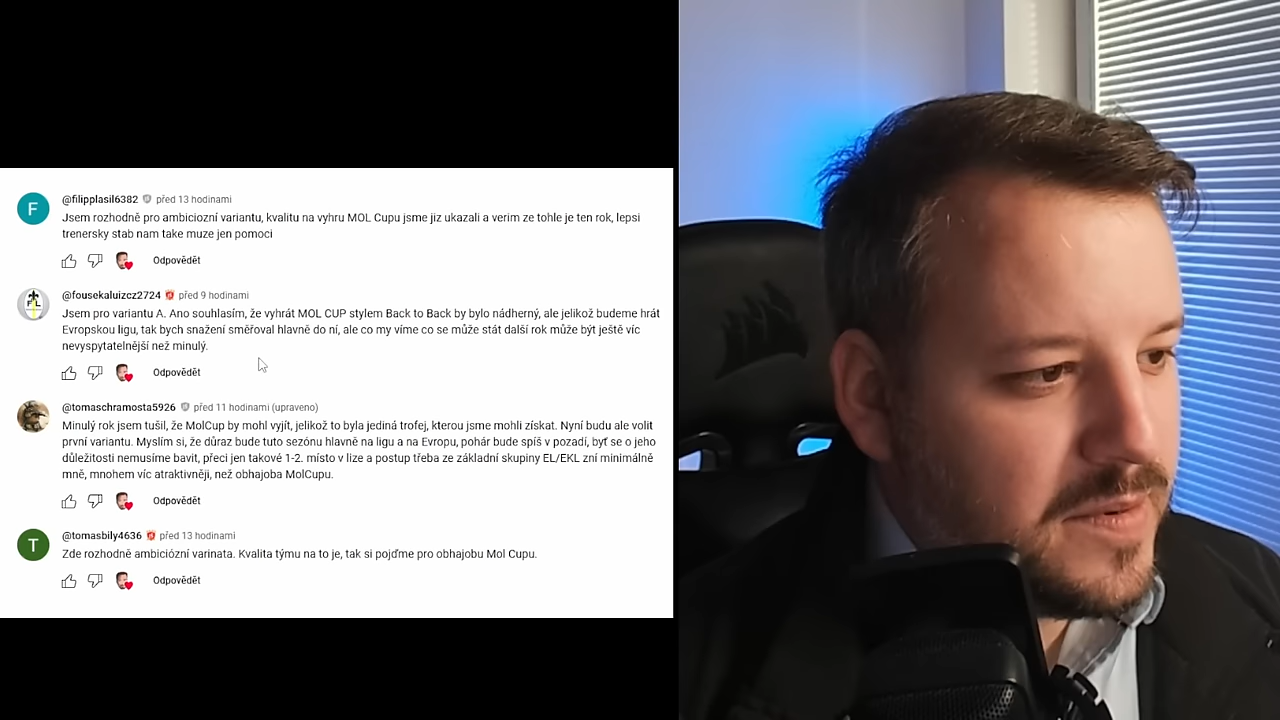 @filipplasil6382 před 13 hodinami
Jsem rozhodně pro ambiciozní variantu, kvalitu na vyhru MOL Cupu jsme jiz ukazali a verim ze tohle je ten rok, lepsi
trenersky stab nam take muze jen pomoci
Odpovědět
@fousekaluizcz2724 před 9 hodinami
Jsem pro variantu A. Ano souhlasím, že vyhrát MOL CUP stylem Back to Back by bylo nádherný, ale jelikož budeme hrát
Evropskou ligu, tak bych snažení směřoval hlavně do ní, ale co my víme co se může stát další rok může být ještě víc
nevyspytatelnější než minulý.
Odpovědět
@tomaschramosta5926 před 11 hodinami (upraveno)
Minulý rok jsem tušil, že MolCup by mohl vyjít, jelikož to byla jediná trofej, kterou jsme mohli získat. Nyní budu ale volit
první variantu. Myslím si, že důraz bude tuto sezónu hlavně na ligu a na Evropu, pohár bude spíš v pozadí, byť se o jeho
důležitosti nemusíme bavit, přeci jen takové 1-2. místo v lize a postup třeba ze základní skupiny EL/EKL zní minimálně
mně, mnohem víc atraktivněji, než obhajoba MolCupu.
Odpovědět
@tomasbily4636 před 13 hodinami
Zde rozhodně ambiciózní varinata. Kvalita týmu na to je, tak si pojďme pro obhajobu Mol Cupu.
Odpovědět